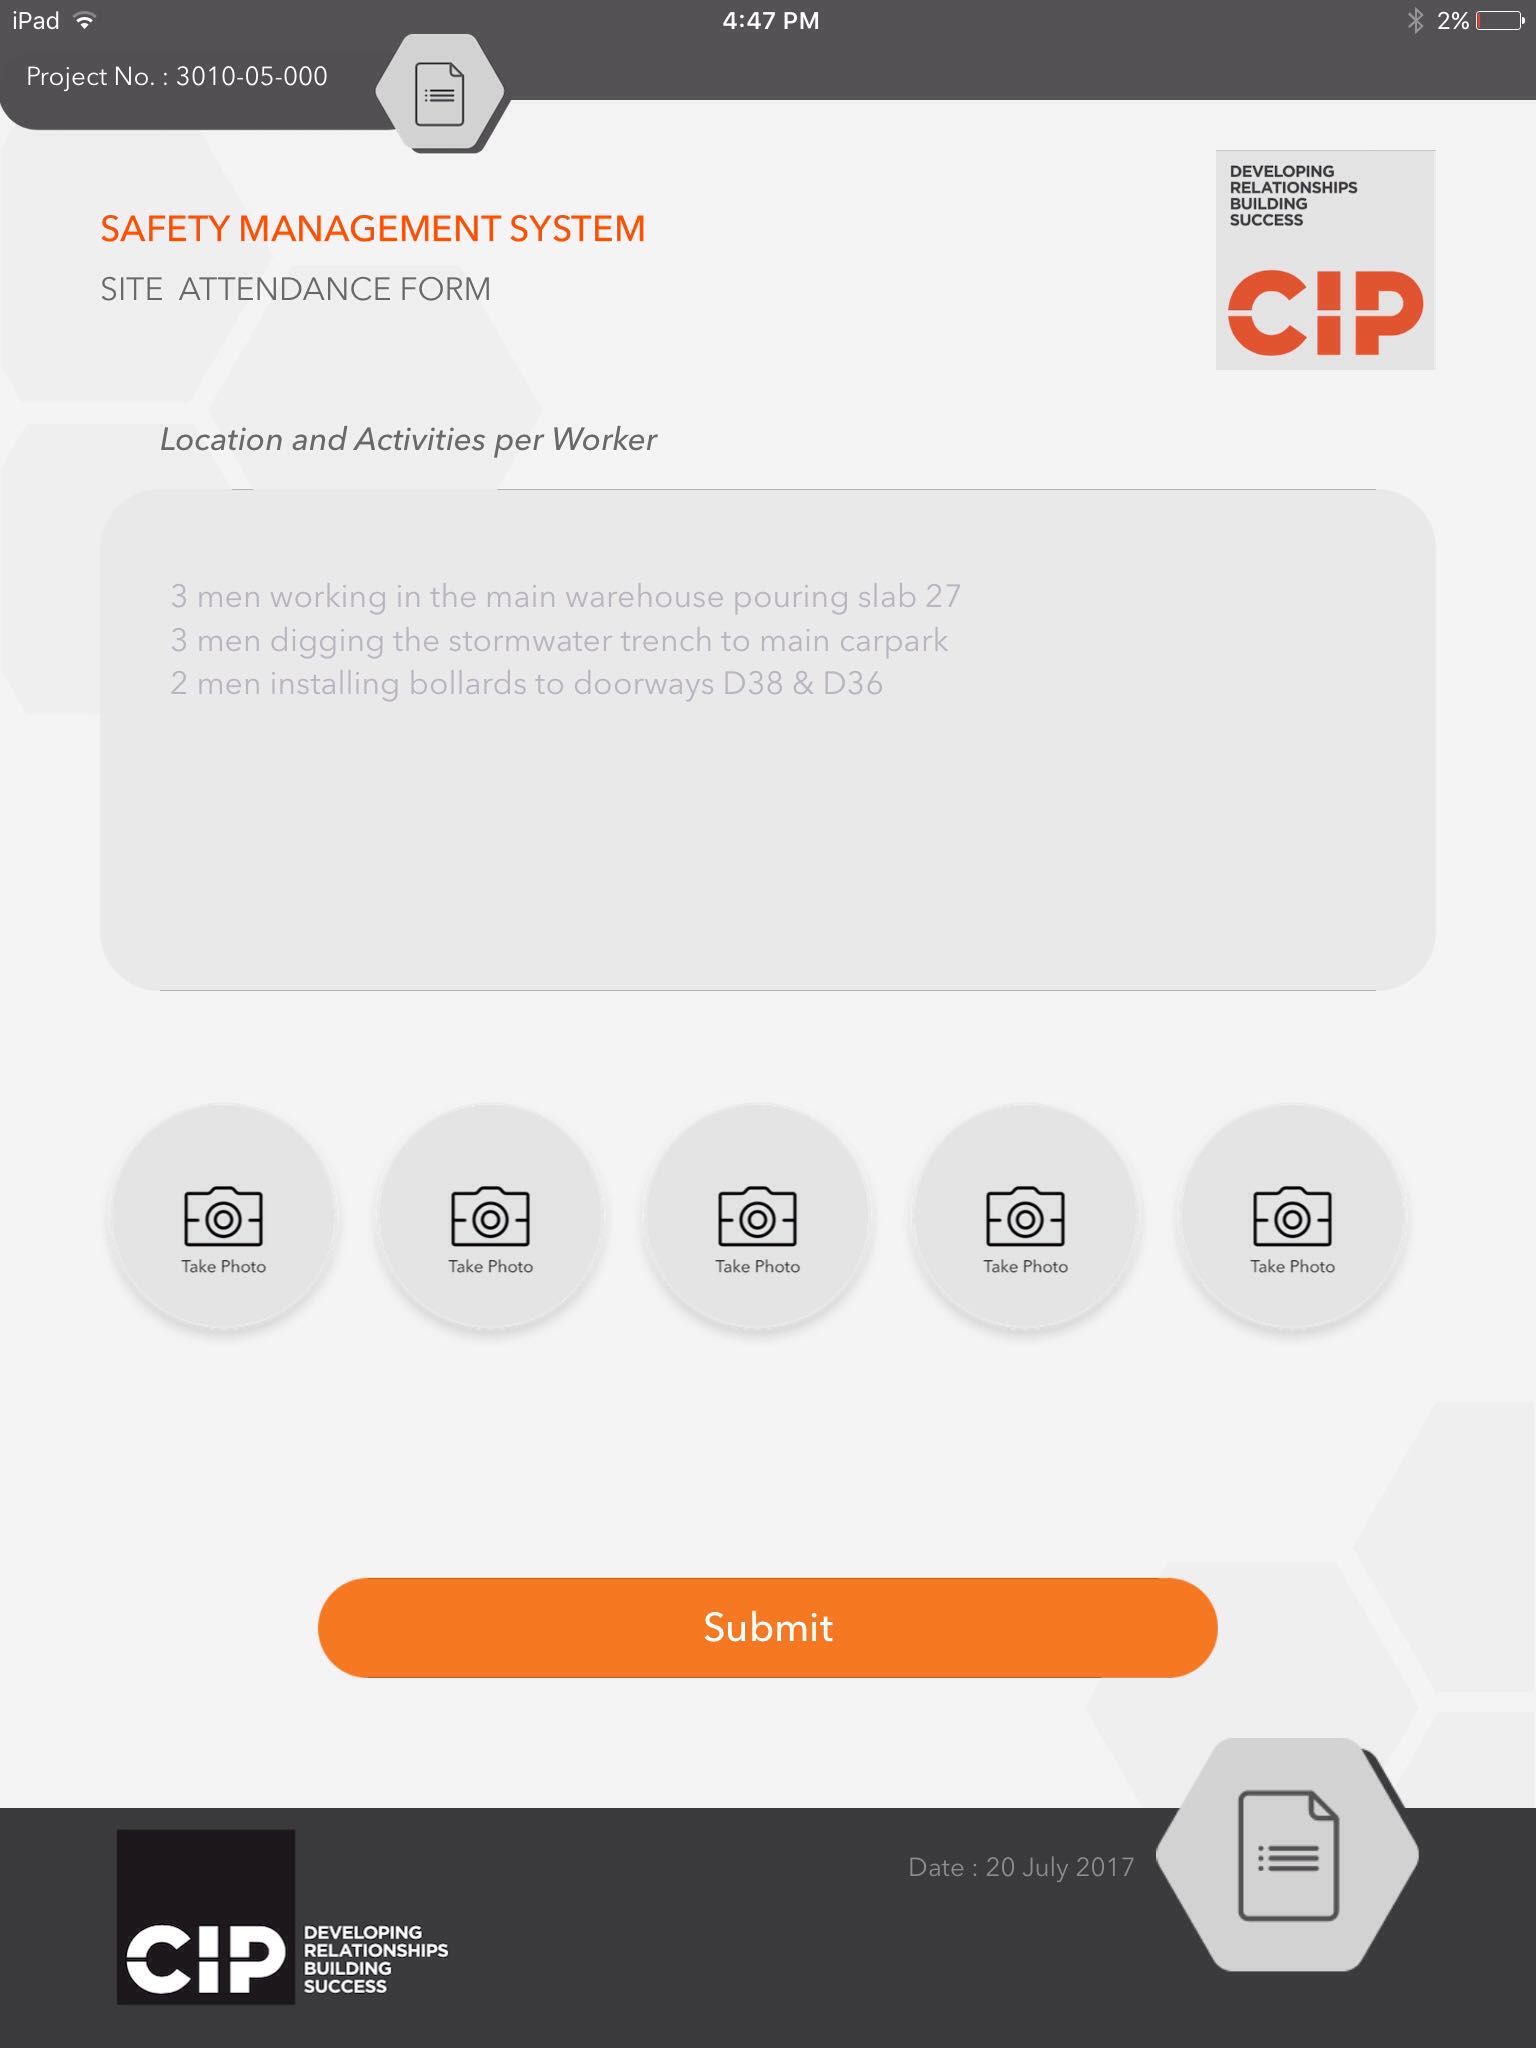 iPad
4:47 PM
2%
Project No. : 3010-05-000
DEVELOPING
RELATIONSHIPS
BUILDING
SUCCESS
CIP
SAFETY MANAGEMENT SYSTEM
SITE ATTENDANCE FORM
Location and Activities per Worker
3 men working in the main warehouse pouring slab 27
3 men digging the stormwater trench to main carpark
2 men installing bollards to doorways D38 & D36
Take Photo
Take Photo
Take Photo
Take Photo
Take Photo
Submit
Date : 20 July 2017
CIP
DEVELOPING
RELATIONSHIPS
BUILDING
SUCCESS